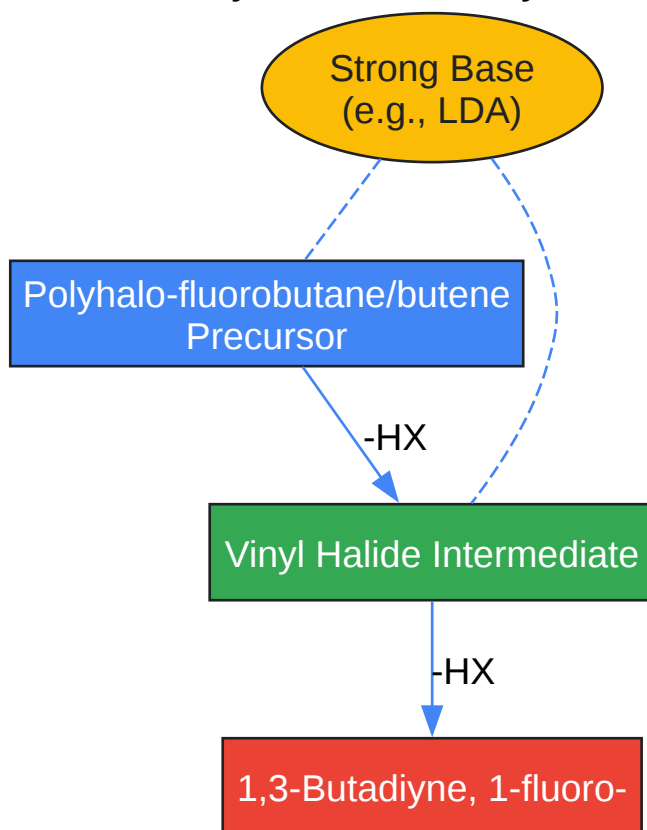 Strong Base
(e.g., LDA)
Polyhalo-fluorobutane/butene
Precursor
-HX
Vinyl Halide Intermediate
-HX
1,3-Butadiyne, 1-fluoro-